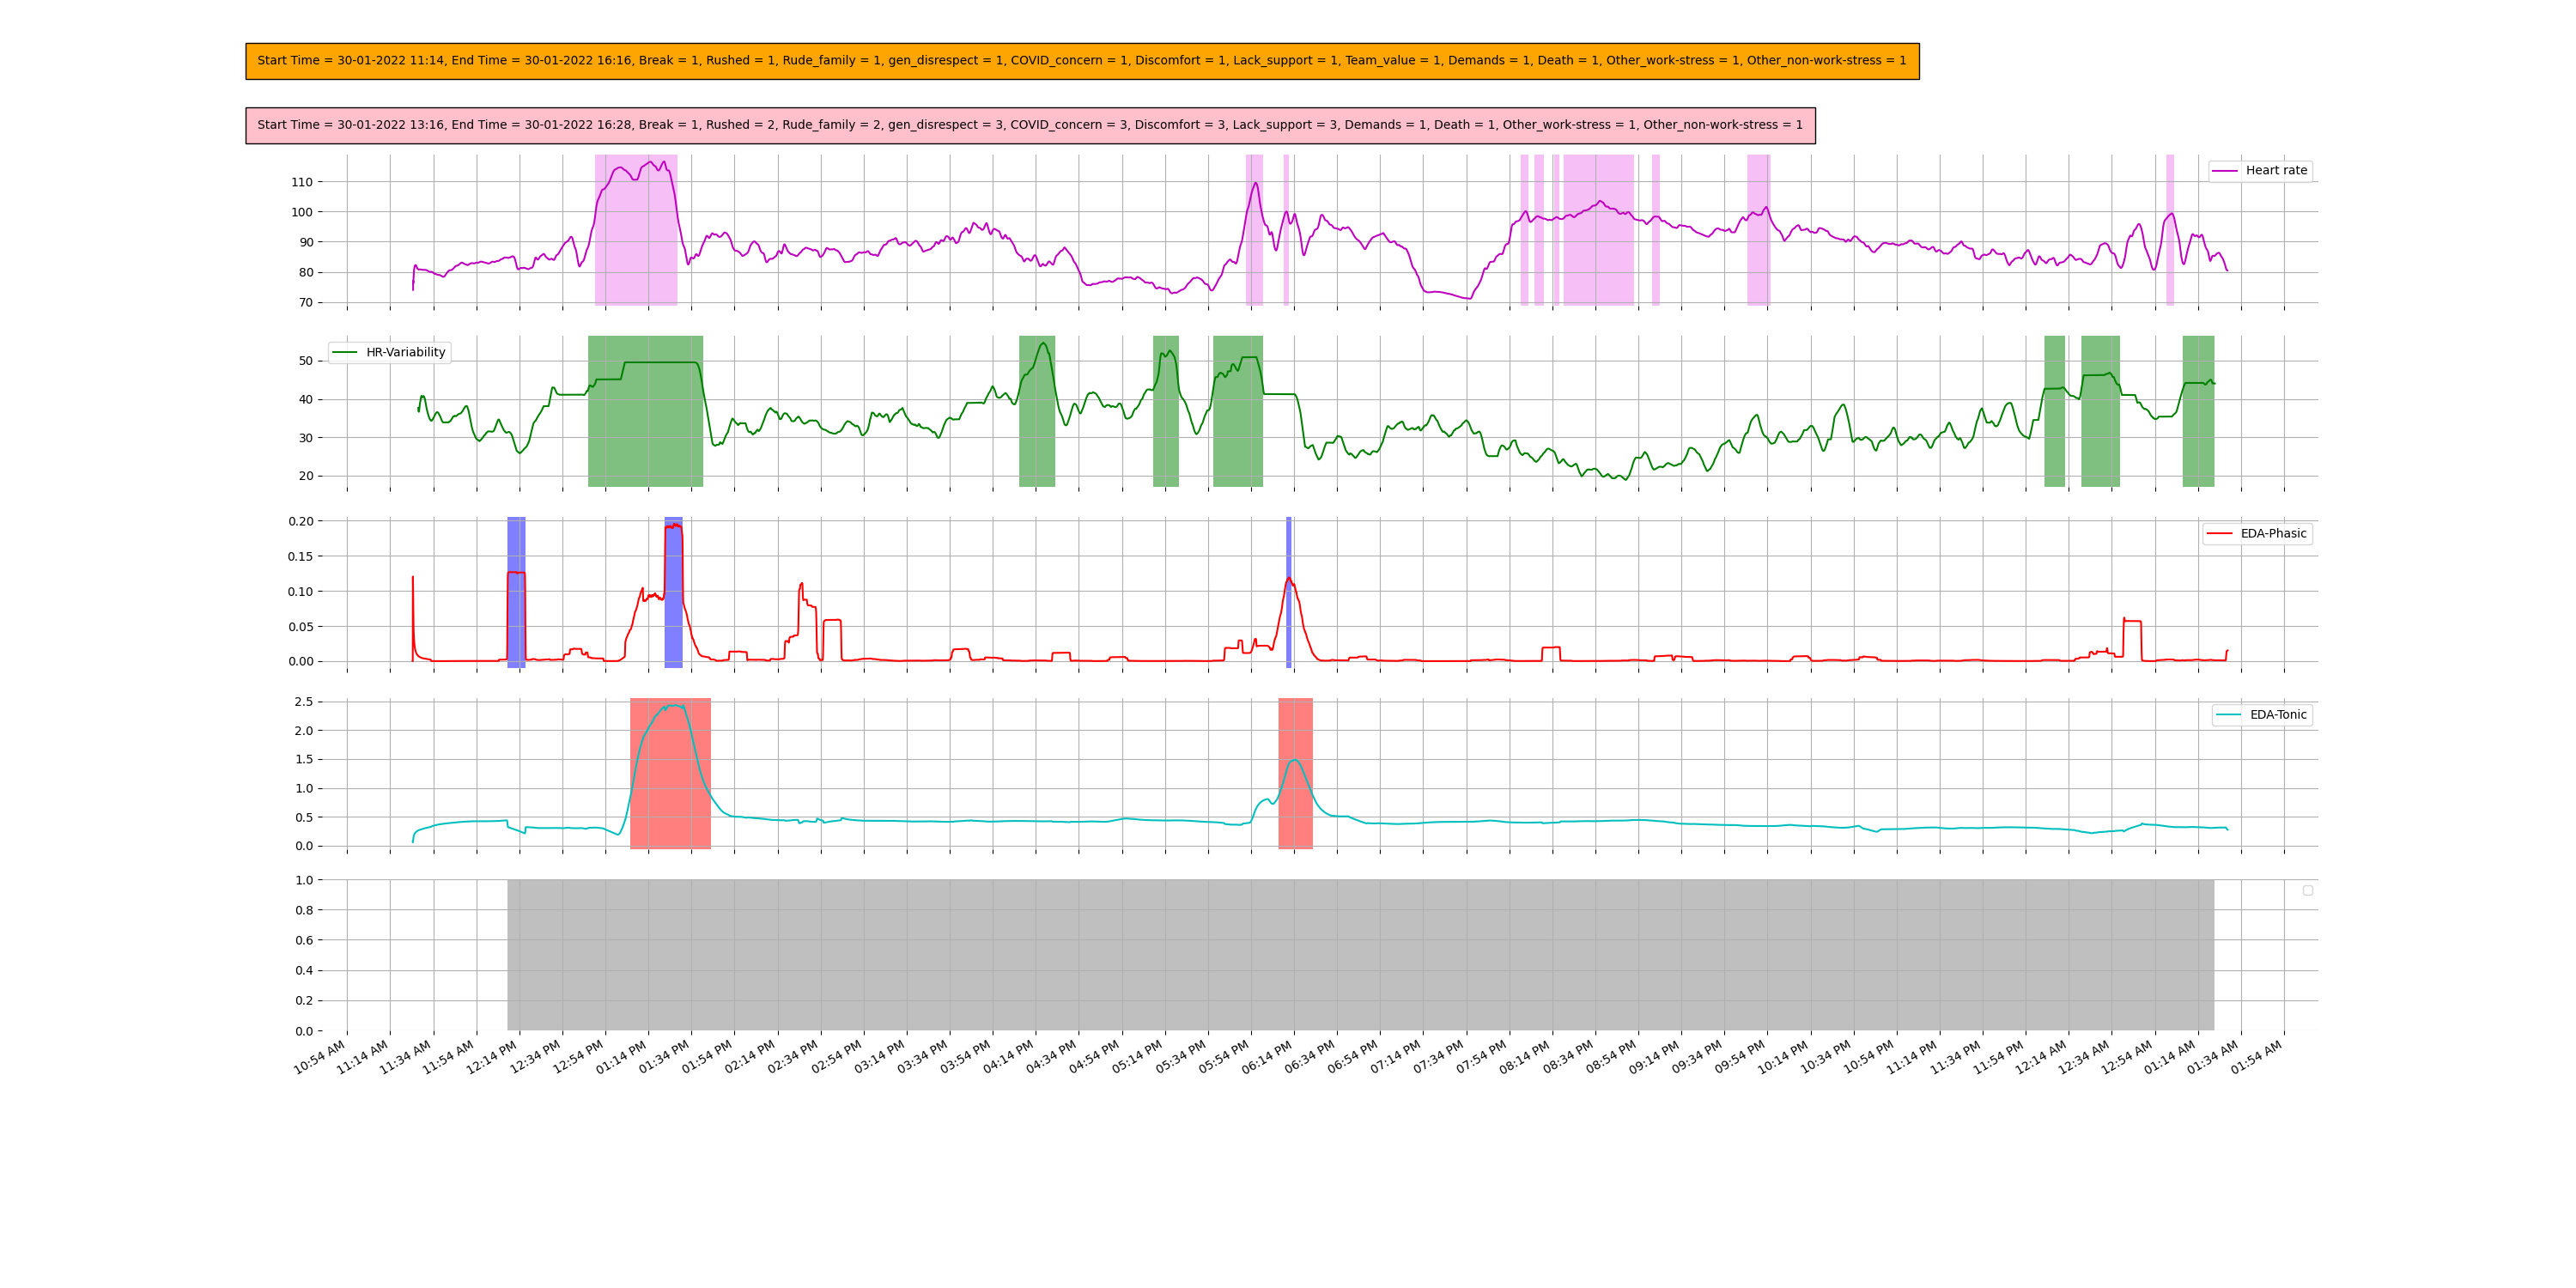 Start Time = 30-01-2022 11:14, End Time = 30-01-2022 16:16, Break = 1, Rushed = 1, Rude_family = 1, gen_disrespect = 1, COVID_concern = 1, Discomfort = 1, Lack_support = 1, Team_value = 1, Demands = 1, Death = 1, Other_work-stress = 1, Other_non-work-stress = 1
Start Time = 30-01-2022 13:16, End Time = 30-01-2022 16:28, Break = 1, Rushed = 2, Rude_family = 2, gen_disrespect = 3, COVID_concern = 3, Discomfort = 3, Lack_support = 3, Demands = 1, Death = 1, Other_work-stress = 1, Other_non-work-stress = 1
Heart rate
110
100
90
80
70
HR-Variability
50
40
30
20
EDA-Phasic
0.20
0.15
0.10
0.05
0.00
EDA-Tonic
2.5
2.0
1.5
1.0
0.5
0.0
1.0
0.8
0.6
0.4
0.2
0.0
10:54 AM
11:14 AM
11:34 AM
11:54 AM
12:14 PM
12:34 PM
12:54 PM
01:14 PM
01:34 PM
01:54 PM
02:14 PM
02:34 PM
02:54 PM
03:14 PM
03:34 PM
03:54 PM
04:14 PM
04:34 PM
04:54 PM
05:14 PM
05:34 PM
05:54 PM
06:14 PM
06:34 PM
06:54 PM
07:14 PM
07:34 PM
07:54 PM
08:14 PM
08:34 PM
08:54 PM
09:14 PM
09:34 PM
09:54 PM
10:14 PM
10:34 PM
10:54 PM
11:14 PM
11:34 PM
11:54 PM
12:14 AM
12:34 AM
12:54 AM
01:14 AM
01:34 AM
01:54 AM